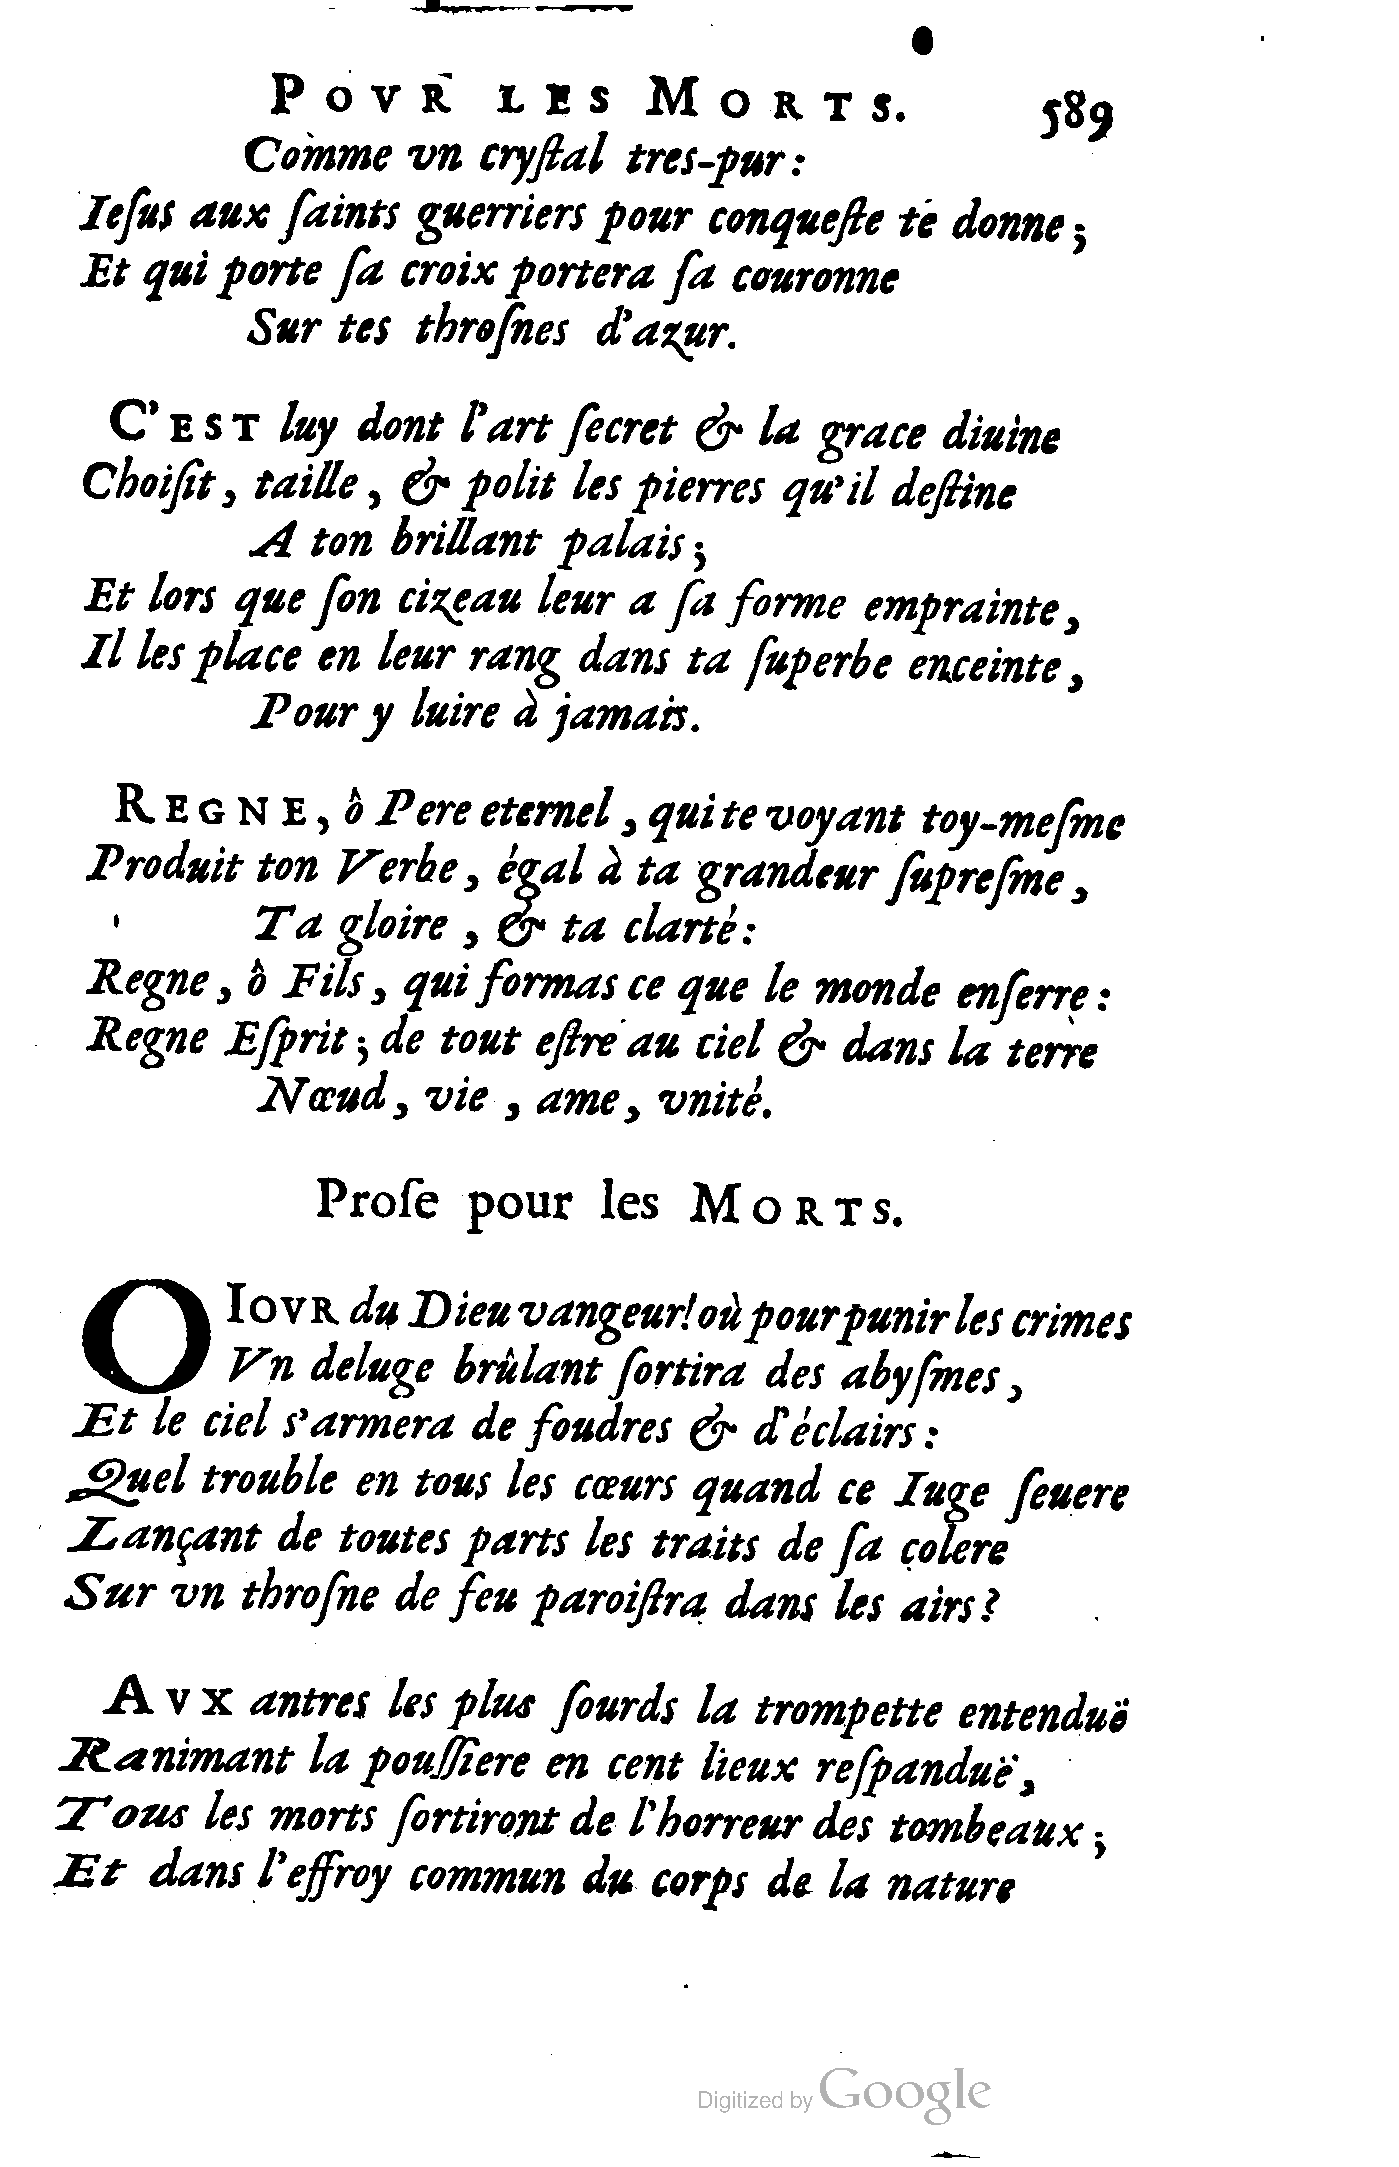 POVR LES MORTS. 589
Comme vn cryſtal tres-pur:
Ieſus aux ſaints guerriers pour conqueſte te donne;
Et qui porte ſa croix portera ſa couronne
Sur tes throſnes d'azur.
C'EST luy dont l'art ſecret & la grace diuine
Choiſit, taille, & polit les pierres qu'il deſtine
A ton brillant palais;
Et lors que ſon cizeau leur a ſa forme emprainte,
Il les place en leur rang dans ta ſuperbe enceinte,
Pour y luire à jamais.
REGNE, ô Pere eternel, qui te voyant toy-meſme
Produit ton Verbe, égal à ta grandeur ſupreſme,
Ta gloire, & ta clarté:
Regne, ô Fils, qui formas ce que le monde enſerre:
Regne Eſprit; de tout eſtre au ciel & dans la terre
Nœud, vie, ame, vnité.
Proſe pour les MORTS.
O IOVR du Dieu vangeur! où pour punir les crimes
Vn deluge brûlant ſortira des abyſmes,
Et le ciel s'armera de foudres & d'éclairs:
Quel trouble en tous les cœurs quand ce Iuge ſeuere
Lançant de toutes parts les traits de ſa colere
Sur vn throſne de feu paroiſtra dans les airs?
AVX antres les plus ſourds la trompette entenduë
Ranimant la pouſſiere en cent lieux reſpanduë,
Tous les morts ſortiront de l'horreur des tombeaux;
Et dans l'effroy commun du corps de la nature
Digitized by Google